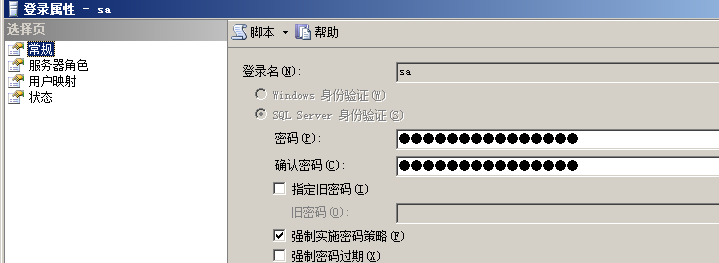 登录属性 - sa
选择页
常规
服务器角色
用户映射
状态
脚本 帮助
登录名(N): sa
Windows 身份验证(W)
SQL Server 身份验证(S)
密码(P): ●●●●●●●●●●●●●●●
确认密码(C): ●●●●●●●●●●●●●●●
指定旧密码(I)
旧密码(O):
强制实施密码策略(F)
强制密码过期(X)